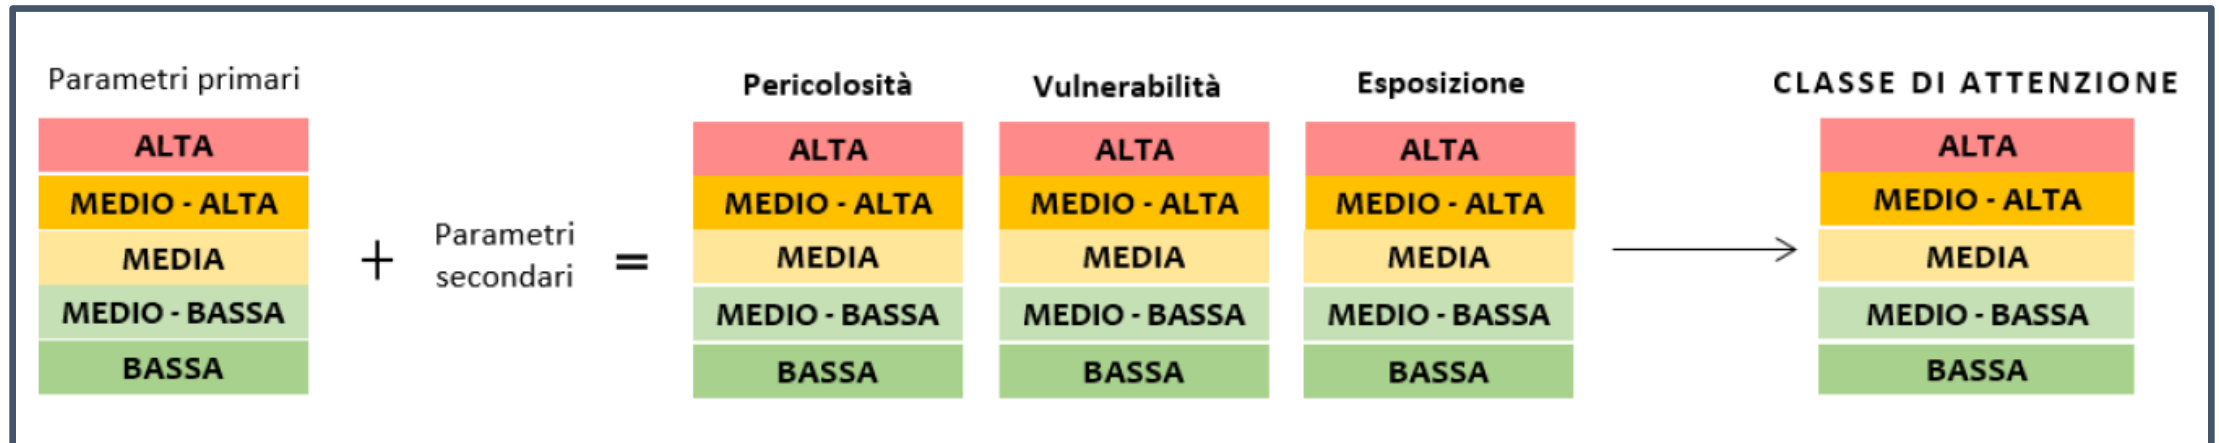 Parametri primari
ALTA
MEDIO - ALTA
MEDIA
MEDIO - BASSA
BASSA
+
Parametri
secondari
=
Pericolosità
ALTA
MEDIO - ALTA
MEDIA
MEDIO - BASSA
BASSA
Vulnerabilità
ALTA
MEDIO - ALTA
MEDIA
MEDIO - BASSA
BASSA
Esposizione
ALTA
MEDIO - ALTA
MEDIA
MEDIO - BASSA
BASSA
CLASSE DI ATTENZIONE
ALTA
MEDIO - ALTA
MEDIA
MEDIO - BASSA
BASSA